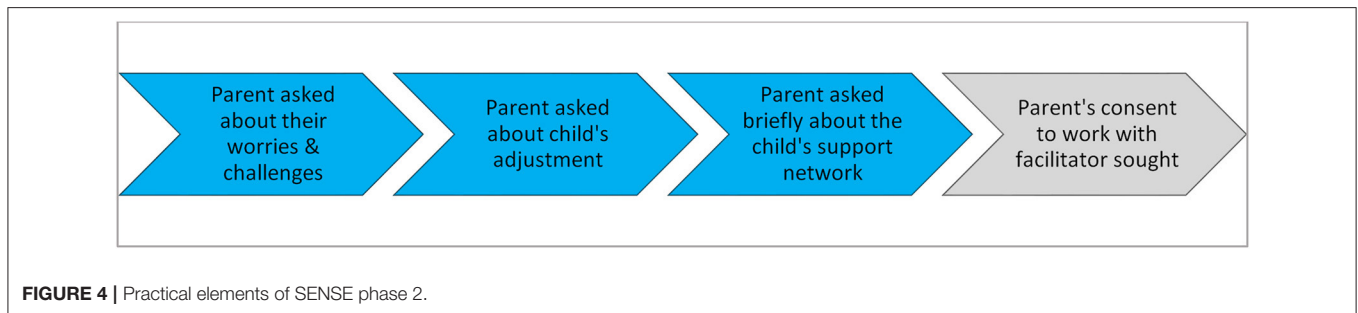 Parent asked
about their
worries &
challenges
Parent asked
about child's
adjustment
Parent asked
briefly about the
child's support
network
Parent's consent
to work with
facilitator sought
FIGURE 4 | Practical elements of SENSE phase 2.